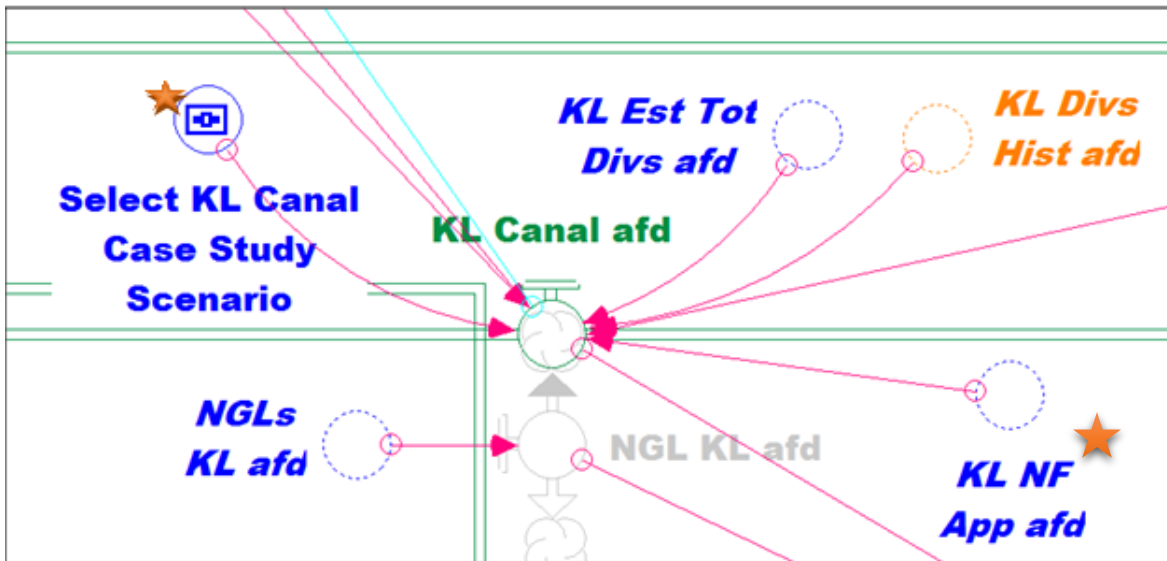 KL Est Tot
Divs afd
KL Divs
Hist afd
Select KL Canal
Case Study
Scenario
KL Canal afd
NGLs
KL afd
NGL KL afd
KL NF
App afd